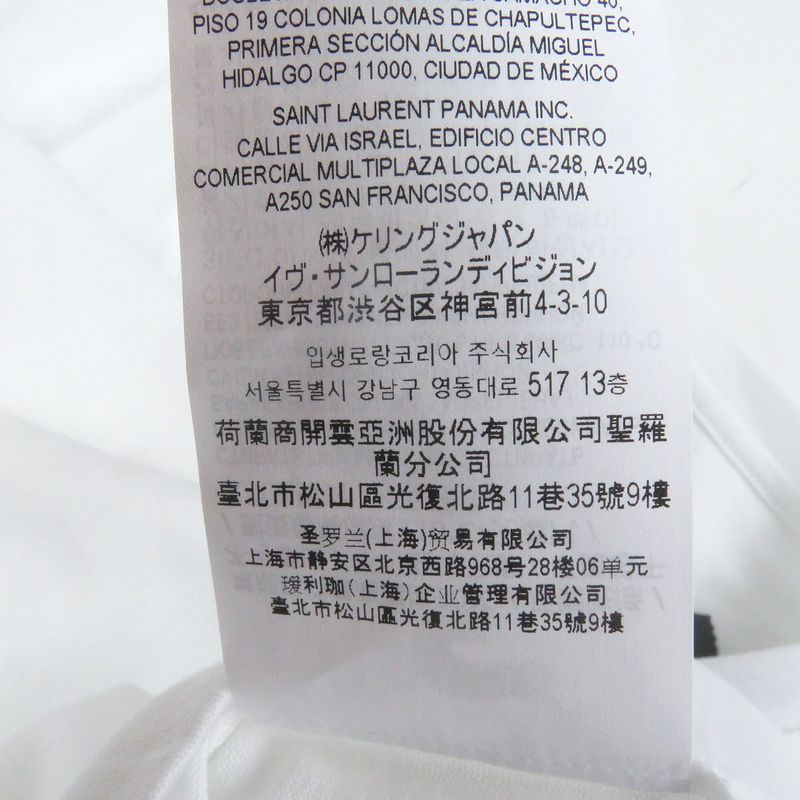 CAMACHO 40,
PISO 19 COLONIA LOMAS DE CHAPULTEPEC,
PRIMERA SECCIÓN ALCALDÍA MIGUEL
HIDALGO CP 11000, CIUDAD DE MÉXICO
SAINT LAURENT PANAMA INC.
CALLE VIA ISRAEL, EDIFICIO CENTRO
COMERCIAL MULTIPLAZA LOCAL A-248, A-249,
A250 SAN FRANCISCO, PANAMA
㈱ケリングジャパン
イヴ・サンローランディビジョン
東京都渋谷区神宮前4-3-10
입생로랑코리아 주식회사
서울특별시 강남구 영동대로 517 13층
荷蘭商開雲亞洲股份有限公司聖羅
蘭分公司
臺北市松山區光復北路11巷35號9樓
圣罗兰(上海)贸易有限公司
上海市静安区北京西路968号28楼06单元
瑷利珈(上海)企业管理有限公司
臺北市松山區光復北路11巷35號9樓